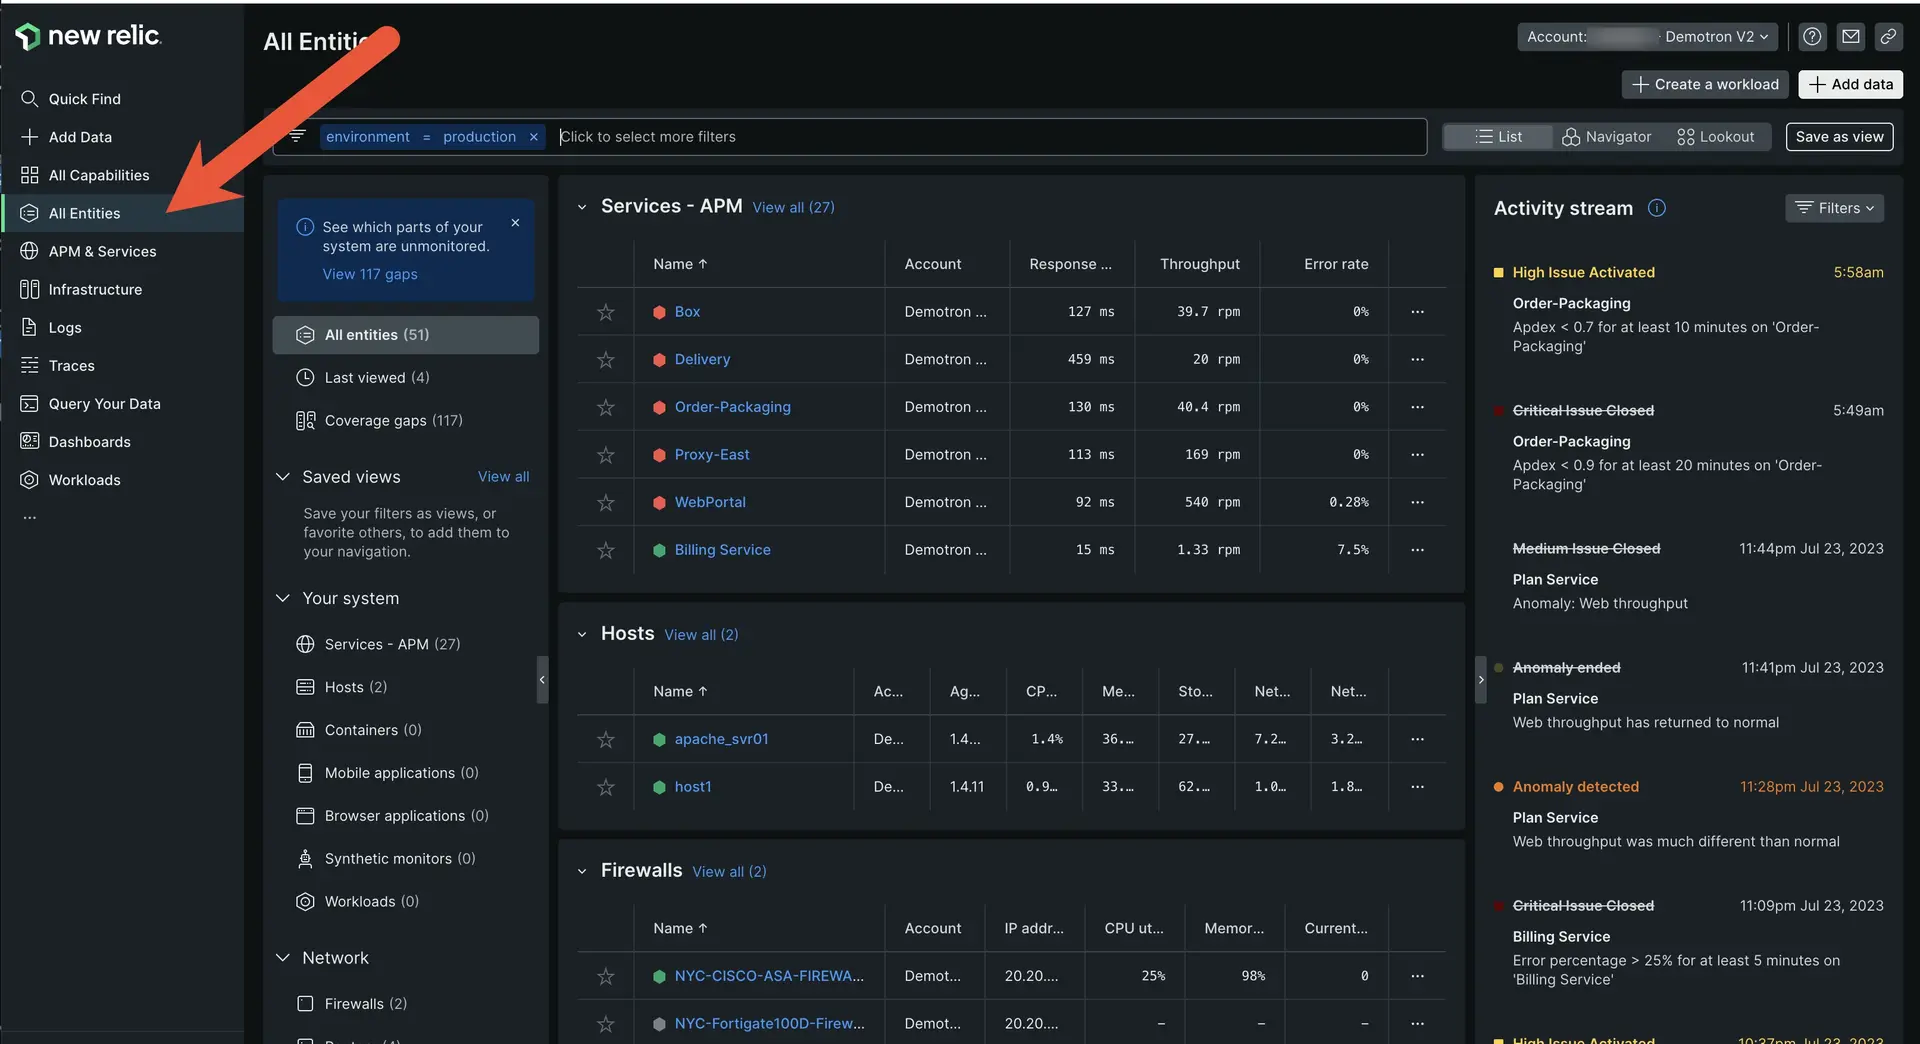 new relic.
Quick Find
Add Data
All Capabilities
All Entities
APM & Services
Infrastructure
Logs
Traces
Query Your Data
Dashboards
Workloads
...
All
Account: - Demotron V2
Create a workload
Add data
environment = production × Click to select more filters
List
Navigator
Lookout
Save as view
See which parts of your
system are unmonitored.
View 117 gaps
All entities (51)
Last viewed (4)
Coverage gaps (117)
Saved views View all
Save your filters as views, or
favorite others, to add them to
your navigation.
Your system
Services - APM (27)
Hosts (2)
Containers (0)
Mobile applications (0)
Browser applications (0)
Synthetic monitors (0)
Workloads (0)
Network
Firewalls (2)
Services - APM View all (27)
Name ↑ Account Response ... Throughput Error rate
Box Demotron ... 127 ms 39.7 rpm 0% ...
Delivery Demotron ... 459 ms 20 rpm 0% ...
Order-Packaging Demotron ... 130 ms 40.4 rpm 0% ...
Proxy-East Demotron ... 113 ms 169 rpm 0% ...
WebPortal Demotron ... 92 ms 540 rpm 0.28% ...
Billing Service Demotron ... 15 ms 1.33 rpm 7.5% ...
Hosts View all (2)
Name ↑ Ac... Ag... CP... Me... Sto... Net... Net...
apache_svr01 De... 1.4... 1.4% 36.... 27.... 7.2... 3.2... ...
host1 De... 1.4.11 0.9... 33.... 62.... 1.0... 1.8... ...
Firewalls View all (2)
Name ↑ Account IP addr... CPU ut... Memor... Current...
NYC-CISCO-ASA-FIREWA... Demot... 20.20.... 25% 98% 0 ...
NYC-Fortigate100D-Firew... Demot... 20.20.... – – – ...
Activity stream
Filters
High Issue Activated 5:58am
Order-Packaging
Apdex < 0.7 for at least 10 minutes on 'Order-
Packaging'
Critical Issue Closed 5:49am
Order-Packaging
Apdex < 0.9 for at least 20 minutes on 'Order-
Packaging'
Medium Issue Closed 11:44pm Jul 23, 2023
Plan Service
Anomaly: Web throughput
Anomaly ended 11:41pm Jul 23, 2023
Plan Service
Web throughput has returned to normal
Anomaly detected 11:28pm Jul 23, 2023
Plan Service
Web throughput was much different than normal
Critical Issue Closed 11:09pm Jul 23, 2023
Billing Service
Error percentage > 25% for at least 5 minutes on
'Billing Service'
High Issue Activated 10:37pm Jul 23, 2023